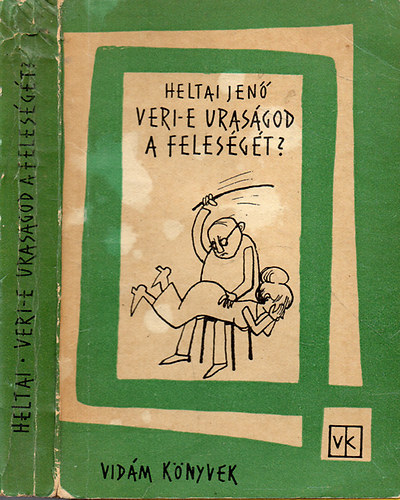 HELTAI · VERI-E URASÁGOD A FELESÉGÉT?
HELTAI JENŐ
VERI-E URASÁGOD
A FELESÉGÉT?
VK
VIDÁM KÖNYVEK